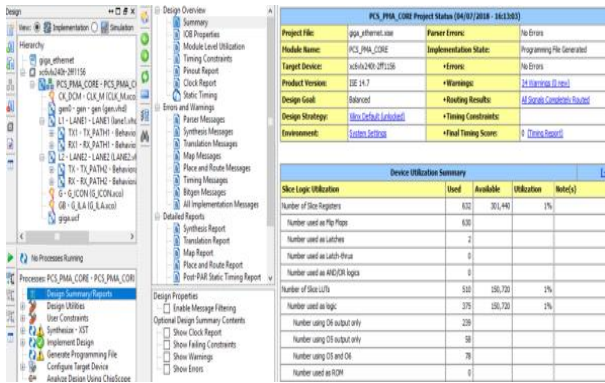 Design
View: Implementation Simulation
Hierarchy
giga_ethernet
xc6vlx240t-2ff1156
PCS_PMA_CORE - PCS_PMA_C
CK_DCM - CLK_M (CLK_M.xco
gen0 - gen - gen (gen.vhd)
L1 - LANE1 - LANE1 (lane1.vhd
TX1 - TX_PATH1 - Behavior
RX1 - RX_PATH1 - Behavior
L2 - LANE2 - LANE2 (LANE2.vh
TX - TX_PATH2 - Behavior
RX - RX_PATH2 - Behavior
G - G_ICON (G_ICON.xco)
GB - G_ILA (G_ILA.xco)
giga.ucf
No Processes Running
Processes: PCS_PMA_CORE - PCS_PMA_CORE
Design Summary/Reports
Design Utilities
User Constraints
Synthesize - XST
Implement Design
Generate Programming File
Configure Target Device
Analyze Design Using ChipScope
Design Overview
Summary
IOB Properties
Module Level Utilization
Timing Constraints
Pinout Report
Clock Report
Static Timing
Errors and Warnings
Parser Messages
Synthesis Messages
Translation Messages
Map Messages
Place and Route Messages
Timing Messages
Bitgen Messages
All Implementation Messages
Detailed Reports
Synthesis Report
Translation Report
Map Report
Place and Route Report
Post-PAR Static Timing Report
Design Properties
Enable Message Filtering
Optional Design Summary Contents
Show Clock Report
Show Failing Constraints
Show Warnings
Show Errors
PCS_PMA_CORE Project Status (04/07/2018 - 16:13:03)
Project File: giga_ethernet.xise Parser Errors: No Errors
Module Name: PCS_PMA_CORE Implementation State: Programming File Generated
Target Device: xc6vlx240t-2ff1156 •Errors: No Errors
Product Version: ISE 14.7 •Warnings: 24 Warnings (0 new)
Design Goal: Balanced •Routing Results: All Signals Completely Routed
Design Strategy: Xilinx Default (unlocked) •Timing Constraints:
Environment: System Settings •Final Timing Score: 0 (Timing Report)
Device Utilization Summary
Slice Logic Utilization Used Available Utilization Note(s)
Number of Slice Registers 632 301,440 1%
Number used as Flip Flops 630
Number used as Latches 2
Number used as Latch-thrus 0
Number used as AND/OR logics 0
Number of Slice LUTs 510 150,720 1%
Number used as logic 375 150,720 1%
Number using O6 output only 239
Number using O5 output only 58
Number using O5 and O6 78
Number used as ROM 0